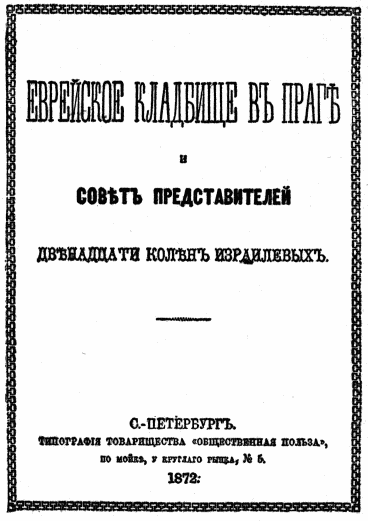 ЕВРЕЙСКОЕ КЛАДБИЩЕ ВЪ ПРАГѢ
И
СОВѢТЪ ПРЕДСТАВИТЕЛЕЙ
ДВѢНАДЦАТИ КОЛѢНЪ ИЗРАИЛЕВЫХЪ.
С.-ПЕТЕРБУРГЪ.
ТИПОГРАФІЯ ТОВАРИЩЕСТВА «ОБЩЕСТВЕННАЯ ПОЛЬЗА»,
ПО МОЙКѢ, У КРУГЛАГО РЫНКА, № 5.
1872.